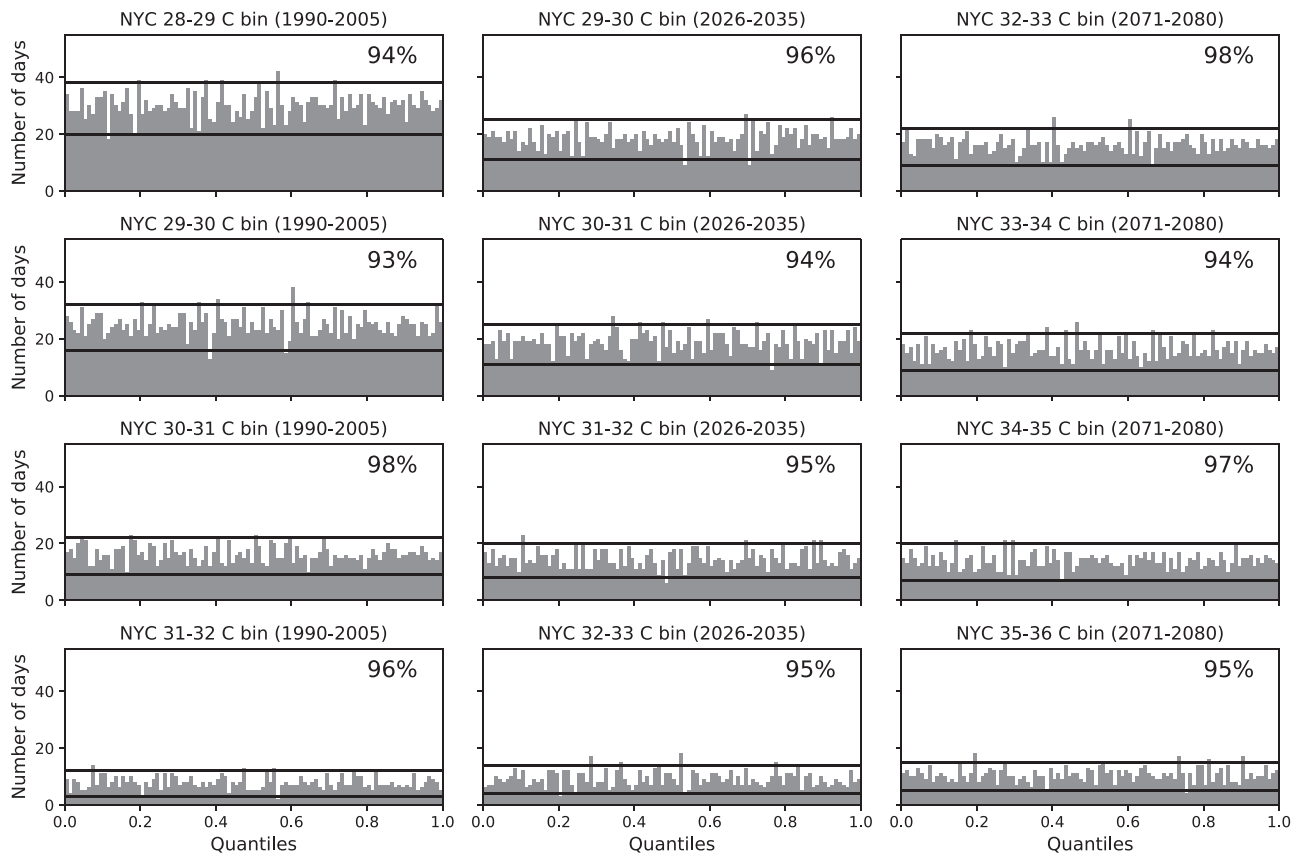 NYC 28-29 C bin (1990-2005) NYC 29-30 C bin (2026-2035) NYC 32-33 C bin (2071-2080)
Number of days
40
20
0
94% 96% 98%
NYC 29-30 C bin (1990-2005) NYC 30-31 C bin (2026-2035) NYC 33-34 C bin (2071-2080)
Number of days
40
20
0
93% 94% 94%
NYC 30-31 C bin (1990-2005) NYC 31-32 C bin (2026-2035) NYC 34-35 C bin (2071-2080)
Number of days
40
20
0
98% 95% 97%
NYC 31-32 C bin (1990-2005) NYC 32-33 C bin (2026-2035) NYC 35-36 C bin (2071-2080)
Number of days
40
20
0
96% 95% 95%
0.0 0.2 0.4 0.6 0.8 1.0 0.0 0.2 0.4 0.6 0.8 1.0 0.0 0.2 0.4 0.6 0.8 1.0
Quantiles Quantiles Quantiles